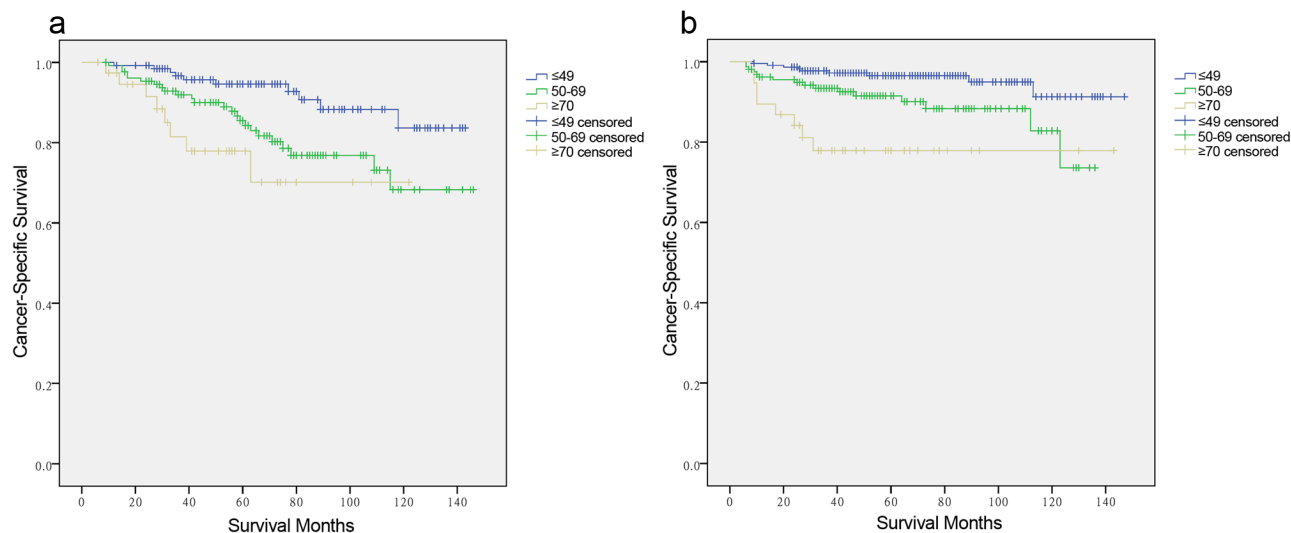 a
1.0
0.8
0.6
0.4
0.2
0.0
Cancer-Specific Survival
0 20 40 60 80 100 120 140
Survival Months
≤49
50-69
≥70
≤49 censored
50-69 censored
≥70 censored
b
1.0
0.8
0.6
0.4
0.2
0.0
Cancer-Specific Survival
0 20 40 60 80 100 120 140
Survival Months
≤49
50-69
≥70
≤49 censored
50-69 censored
≥70 censored